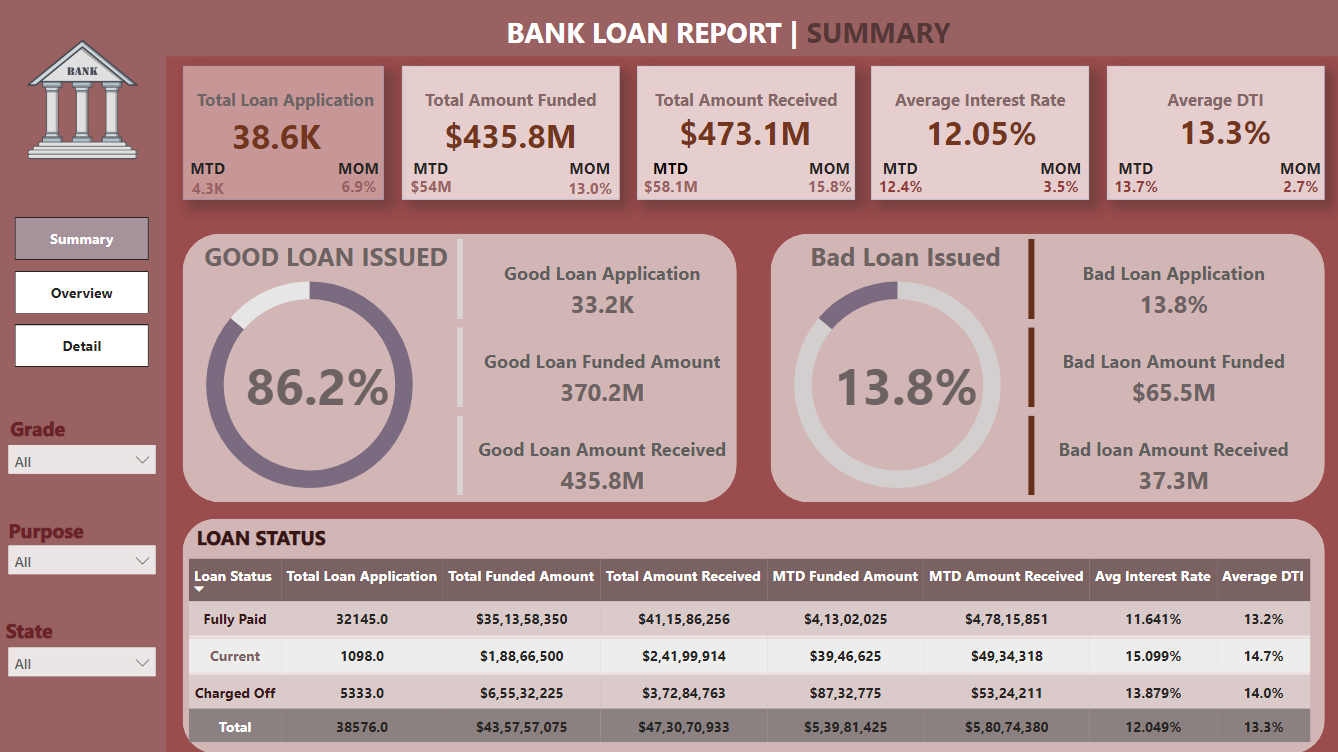 BANK LOAN REPORT | SUMMARY
BANK
Total Loan Application
38.6K
MTD MOM
4.3K 6.9%
Total Amount Funded
$435.8M
MTD MOM
$54M 13.0%
Total Amount Received
$473.1M
MTD MOM
$58.1M 15.8%
Average Interest Rate
12.05%
MTD MOM
12.4% 3.5%
Average DTI
13.3%
MTD MOM
13.7% 2.7%
Summary
Overview
Detail
Grade
All
Purpose
All
State
All
GOOD LOAN ISSUED
86.2%
Good Loan Application
33.2K
Good Loan Funded Amount
370.2M
Good Loan Amount Received
435.8M
Bad Loan Issued
13.8%
Bad Loan Application
13.8%
Bad Laon Amount Funded
$65.5M
Bad loan Amount Received
37.3M
LOAN STATUS
Loan Status Total Loan Application Total Funded Amount Total Amount Received MTD Funded Amount MTD Amount Received Avg Interest Rate Average DTI
Fully Paid 32145.0 $35,13,58,350 $41,15,86,256 $4,13,02,025 $4,78,15,851 11.641% 13.2%
Current 1098.0 $1,88,66,500 $2,41,99,914 $39,46,625 $49,34,318 15.099% 14.7%
Charged Off 5333.0 $6,55,32,225 $3,72,84,763 $87,32,775 $53,24,211 13.879% 14.0%
Total 38576.0 $43,57,57,075 $47,30,70,933 $5,39,81,425 $5,80,74,380 12.049% 13.3%